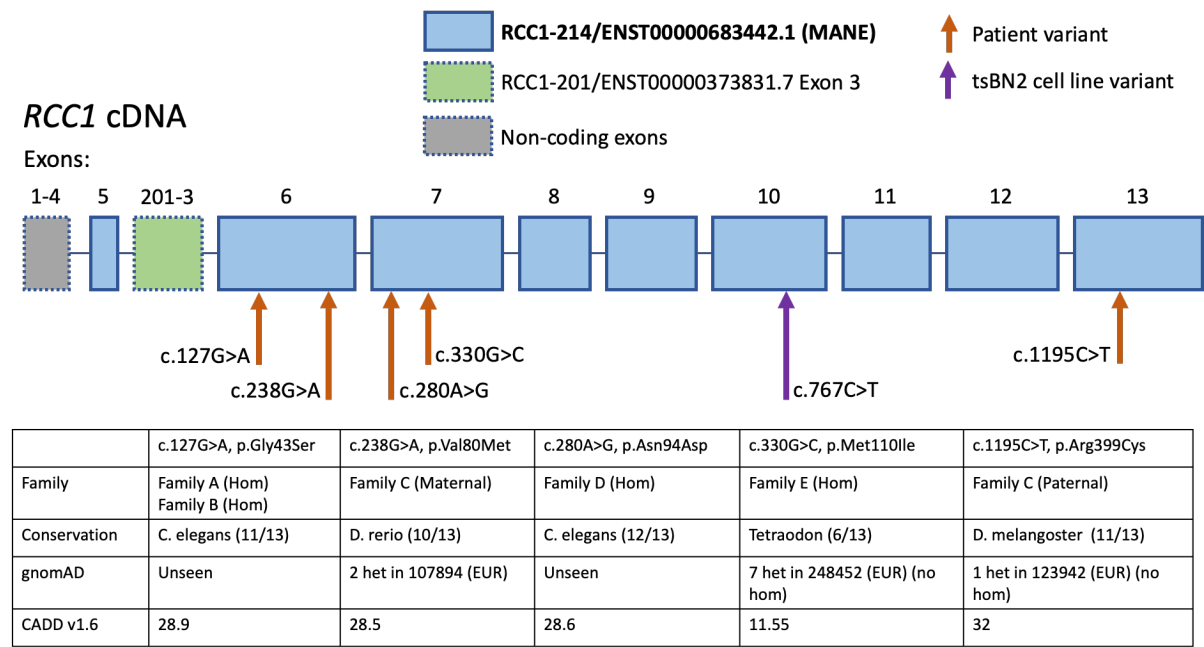 RCC1-214/ENST00000683442.1 (MANE)
Patient variant
RCC1-201/ENST00000373831.7 Exon 3
tsBN2 cell line variant
RCC1 cDNA
Non-coding exons
Exons:
1-4 5 201-3 6 7 8 9 10 11 12 13
c.127G>A
c.330G>C
c.1195C>T
c.238G>A
c.280A>G
c.767C>T
c.127G>A, p.Gly43Ser c.238G>A, p.Val80Met c.280A>G, p.Asn94Asp c.330G>C, p.Met110Ile c.1195C>T, p.Arg399Cys
Family Family A (Hom) Family C (Maternal) Family D (Hom) Family E (Hom) Family C (Paternal)
Family B (Hom)
Conservation C. elegans (11/13) D. rerio (10/13) C. elegans (12/13) Tetraodon (6/13) D. melangoster (11/13)
gnomAD Unseen 2 het in 107894 (EUR) Unseen 7 het in 248452 (EUR) (no 1 het in 123942 (EUR) (no
hom) hom)
CADD v1.6 28.9 28.5 28.6 11.55 32